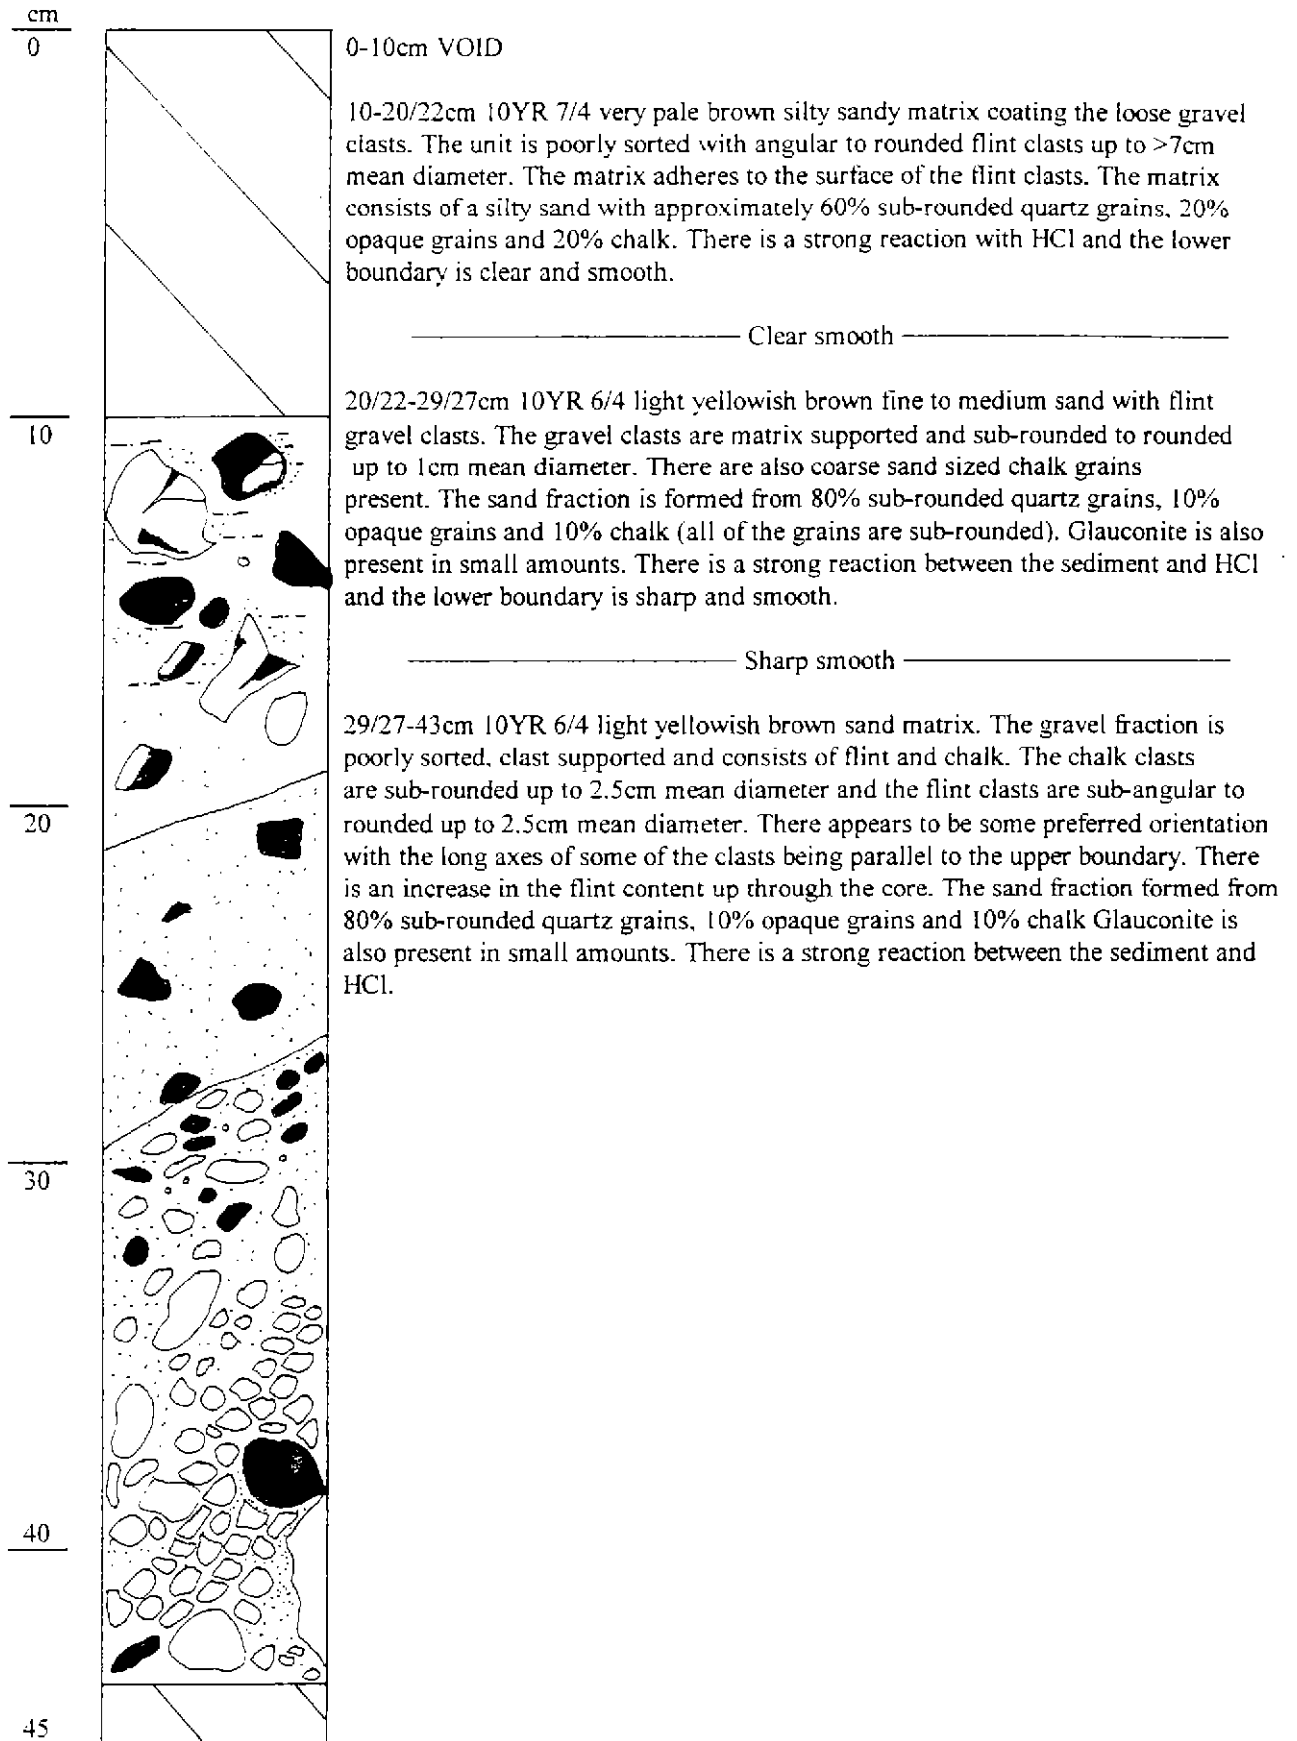 cm
0
0-10cm VOID
10-20/22cm 10YR 7/4 very pale brown silty sandy matrix coating the loose gravel
clasts. The unit is poorly sorted with angular to rounded flint clasts up to >7cm
mean diameter. The matrix adheres to the surface of the flint clasts. The matrix
consists of a silty sand with approximately 60% sub-rounded quartz grains, 20%
opaque grains and 20% chalk. There is a strong reaction with HCl and the lower
boundary is clear and smooth.
Clear smooth
20/22-29/27cm 10YR 6/4 light yellowish brown fine to medium sand with flint
gravel clasts. The gravel clasts are matrix supported and sub-rounded to rounded
up to 1cm mean diameter. There are also coarse sand sized chalk grains
present. The sand fraction is formed from 80% sub-rounded quartz grains, 10%
opaque grains and 10% chalk (all of the grains are sub-rounded). Glauconite is also
present in small amounts. There is a strong reaction between the sediment and HCl
and the lower boundary is sharp and smooth.
Sharp smooth
29/27-43cm 10YR 6/4 light yellowish brown sand matrix. The gravel fraction is
poorly sorted, clast supported and consists of flint and chalk. The chalk clasts
are sub-rounded up to 2.5cm mean diameter and the flint clasts are sub-angular to
rounded up to 2.5cm mean diameter. There appears to be some preferred orientation
with the long axes of some of the clasts being parallel to the upper boundary. There
is an increase in the flint content up through the core. The sand fraction formed from
80% sub-rounded quartz grains, 10% opaque grains and 10% chalk Glauconite is
also present in small amounts. There is a strong reaction between the sediment and
HCl.
10
20
30
40
45